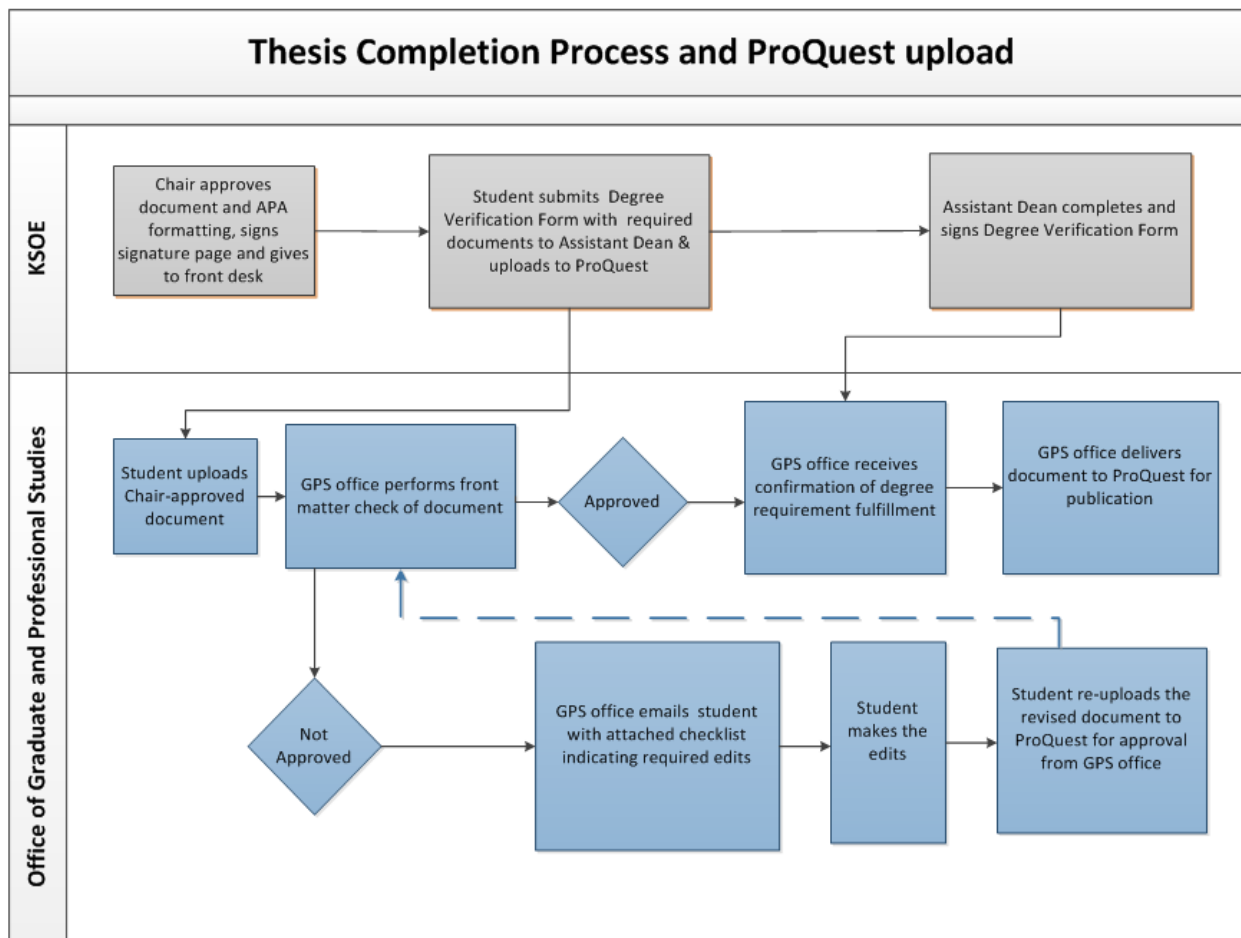 Thesis Completion Process and ProQuest upload
KSOE
Chair approves
document and APA
formatting, signs
signature page and gives
to front desk
Student submits Degree
Verification Form with required
documents to Assistant Dean &
uploads to ProQuest
Assistant Dean completes and
signs Degree Verification Form
Office of Graduate and Professional Studies
Student uploads
Chair-approved
document
GPS office performs front
matter check of document
Approved
GPS office receives
confirmation of degree
requirement fulfillment
GPS office delivers
document to ProQuest for
publication
Not
Approved
GPS office emails student
with attached checklist
indicating required edits
Student
makes the
edits
Student re-uploads the
revised document to
ProQuest for approval
from GPS office